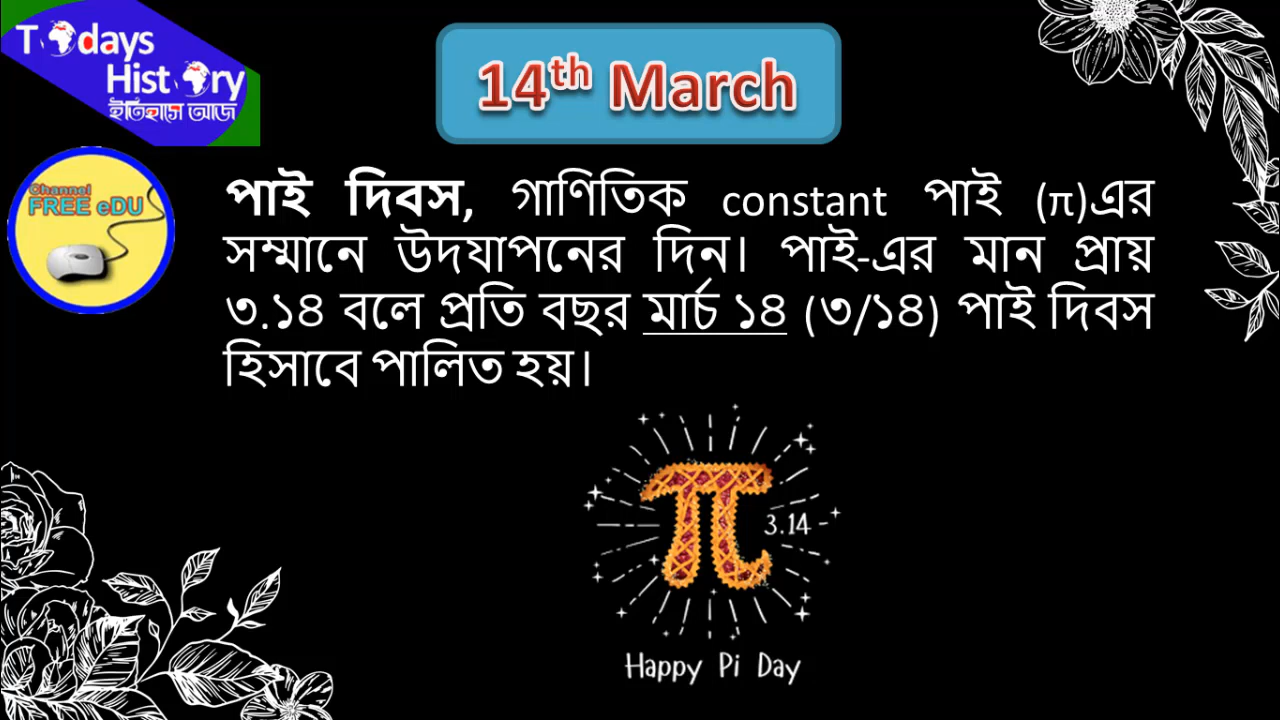 Todays
History
ইতিহাসে আজ
14th March
Channel
FREE eDU
পাই দিবস, গাণিতিক constant পাই (π)এর
সম্মানে উদযাপনের দিন। পাই-এর মান প্রায়
৩.১৪ বলে প্রতি বছর মার্চ ১৪ (৩/১৪) পাই দিবস
হিসাবে পালিত হয়।
π
3.14
Happy Pi Day